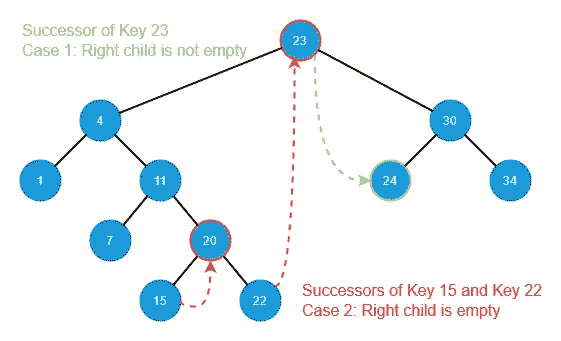 Successor of Key 23
Case 1: Right child is not empty
23
4
30
1
11
24
34
7
20
15
22
Successors of Key 15 and Key 22
Case 2: Right child is empty